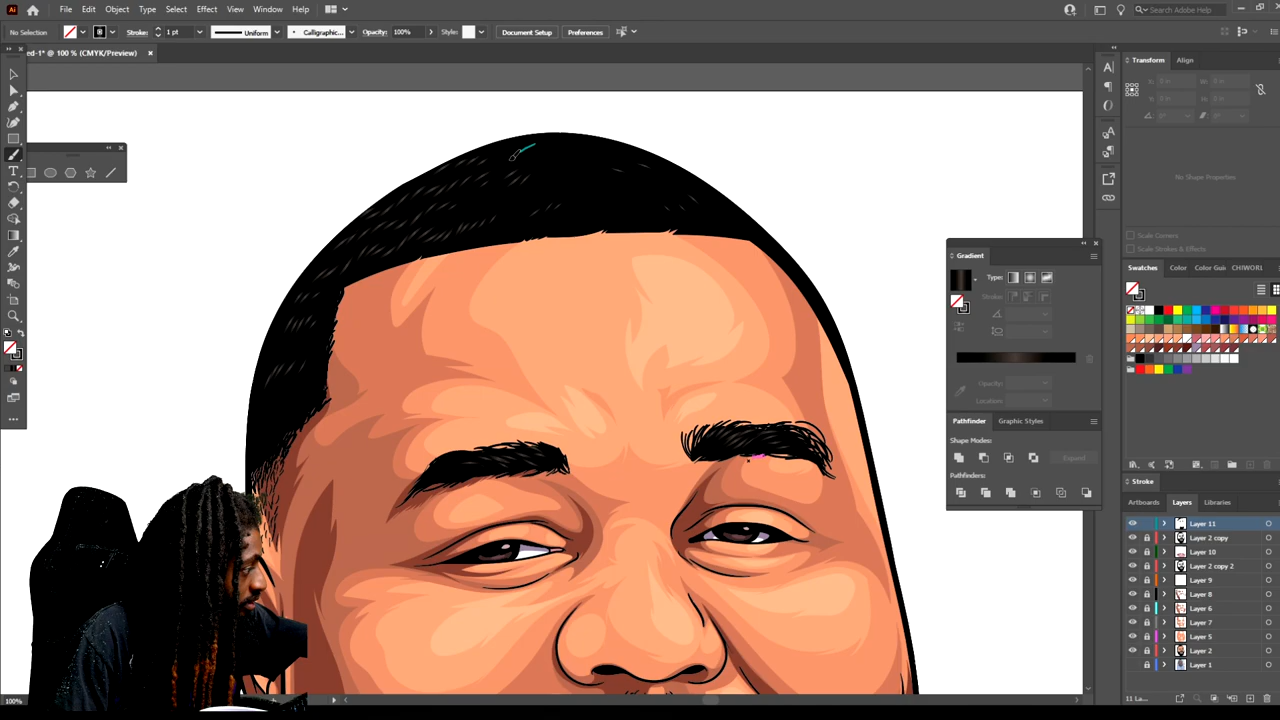 Ai File Edit Object Type Select Effect View Window Help Search Adobe Help
No Selection Stroke: 1 pt Uniform Calligraphic... Opacity: 100% Style: Document Setup Preferences
ed-1* @ 100 % (CMYK/Preview)
Transform Align
No Shape Properties
Scale Corners
Scale Strokes & Effects
Gradient
Type:
Stroke:
Opacity:
Location:
Swatches Color Color Gui CHIWOR1
Pathfinder Graphic Styles
Shape Modes:
Expand
Pathfinders:
Stroke
Artboards Layers Libraries
Layer 11
Layer 2 copy
Layer 10
Layer 2 copy 2
Layer 9
Layer 8
Layer 6
Layer 7
Layer 5
Layer 2
Layer 1
100%
11 La...